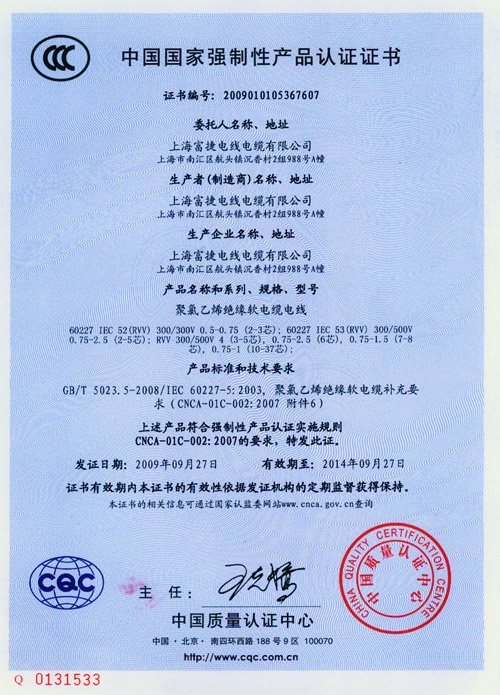 CCC
中国国家强制性产品认证证书
证书编号: 2009010105367607
委托人名称、地址
上海富捷电线电缆有限公司
上海市南汇区航头镇沉香村2组988号A幢
生产者(制造商)名称、地址
上海富捷电线电缆有限公司
上海市南汇区航头镇沉香村2组988号A幢
生产企业名称、地址
上海富捷电线电缆有限公司
上海市南汇区航头镇沉香村2组988号A幢
产品名称和系列、规格、型号
聚氯乙烯绝缘软电缆电线
60227 IEC 52(RVV) 300/300V 0.5-0.75 (2-3芯); 60227 IEC 53(RVV) 300/500V
0.75-2.5 (2-5芯); RVV 300/500V 4 (3-5芯), 0.75-2.5 (6芯), 0.75-1.5 (7-8
芯), 0.75-1 (10-37芯);
产品标准和技术要求
GB/T 5023.5-2008/IEC 60227-5:2003, 聚氯乙烯绝缘软电缆补充要
求 (CNCA-01C-002:2007 附件6)
上述产品符合强制性产品认证实施规则
CNCA-01C-002:2007的要求, 特发此证。
发证日期: 2009年09月27日 有效期至: 2014年09月27日
证书有效期内本证书的有效性依据发证机构的定期监督获得保持。
本证书的相关信息可通过国家认监委网站www.cnca.gov.cn查询
CHINA QUALITY CERTIFICATION CENTRE
中国质量认证中心
CQC
主任:
中国质量认证中心
中国·北京·南四环西路188号9区 100070
http://www.cqc.com.cn
Q 0131533